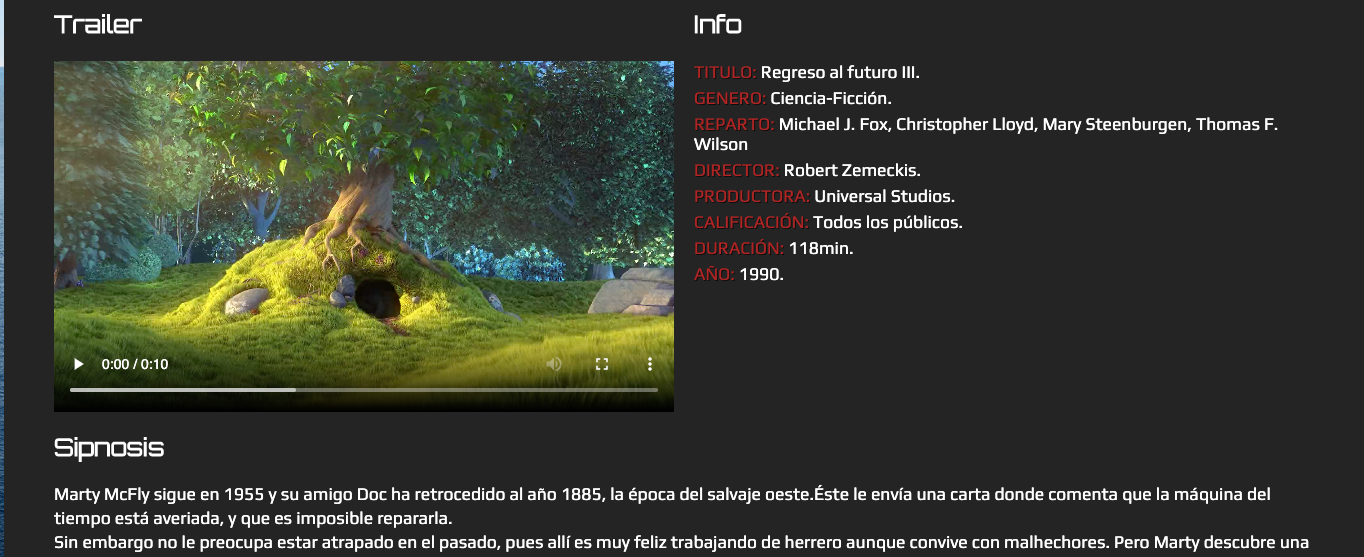 Trailer
Info
TITULO: Regreso al futuro III.
GENERO: Ciencia-Ficción.
REPARTO: Michael J. Fox, Christopher Lloyd, Mary Steenburgen, Thomas F.
Wilson
DIRECTOR: Robert Zemeckis.
PRODUCTORA: Universal Studios.
CALIFICACIÓN: Todos los públicos.
DURACIÓN: 118min.
AÑO: 1990.
0:00 / 0:10
Sipnosis
Marty McFly sigue en 1955 y su amigo Doc ha retrocedido al año 1885, la época del salvaje oeste.Éste le envía una carta donde comenta que la máquina del
tiempo está averiada, y que es imposible repararla.
Sin embargo no le preocupa estar atrapado en el pasado, pues allí es muy feliz trabajando de herrero aunque convive con malhechores. Pero Marty descubre una